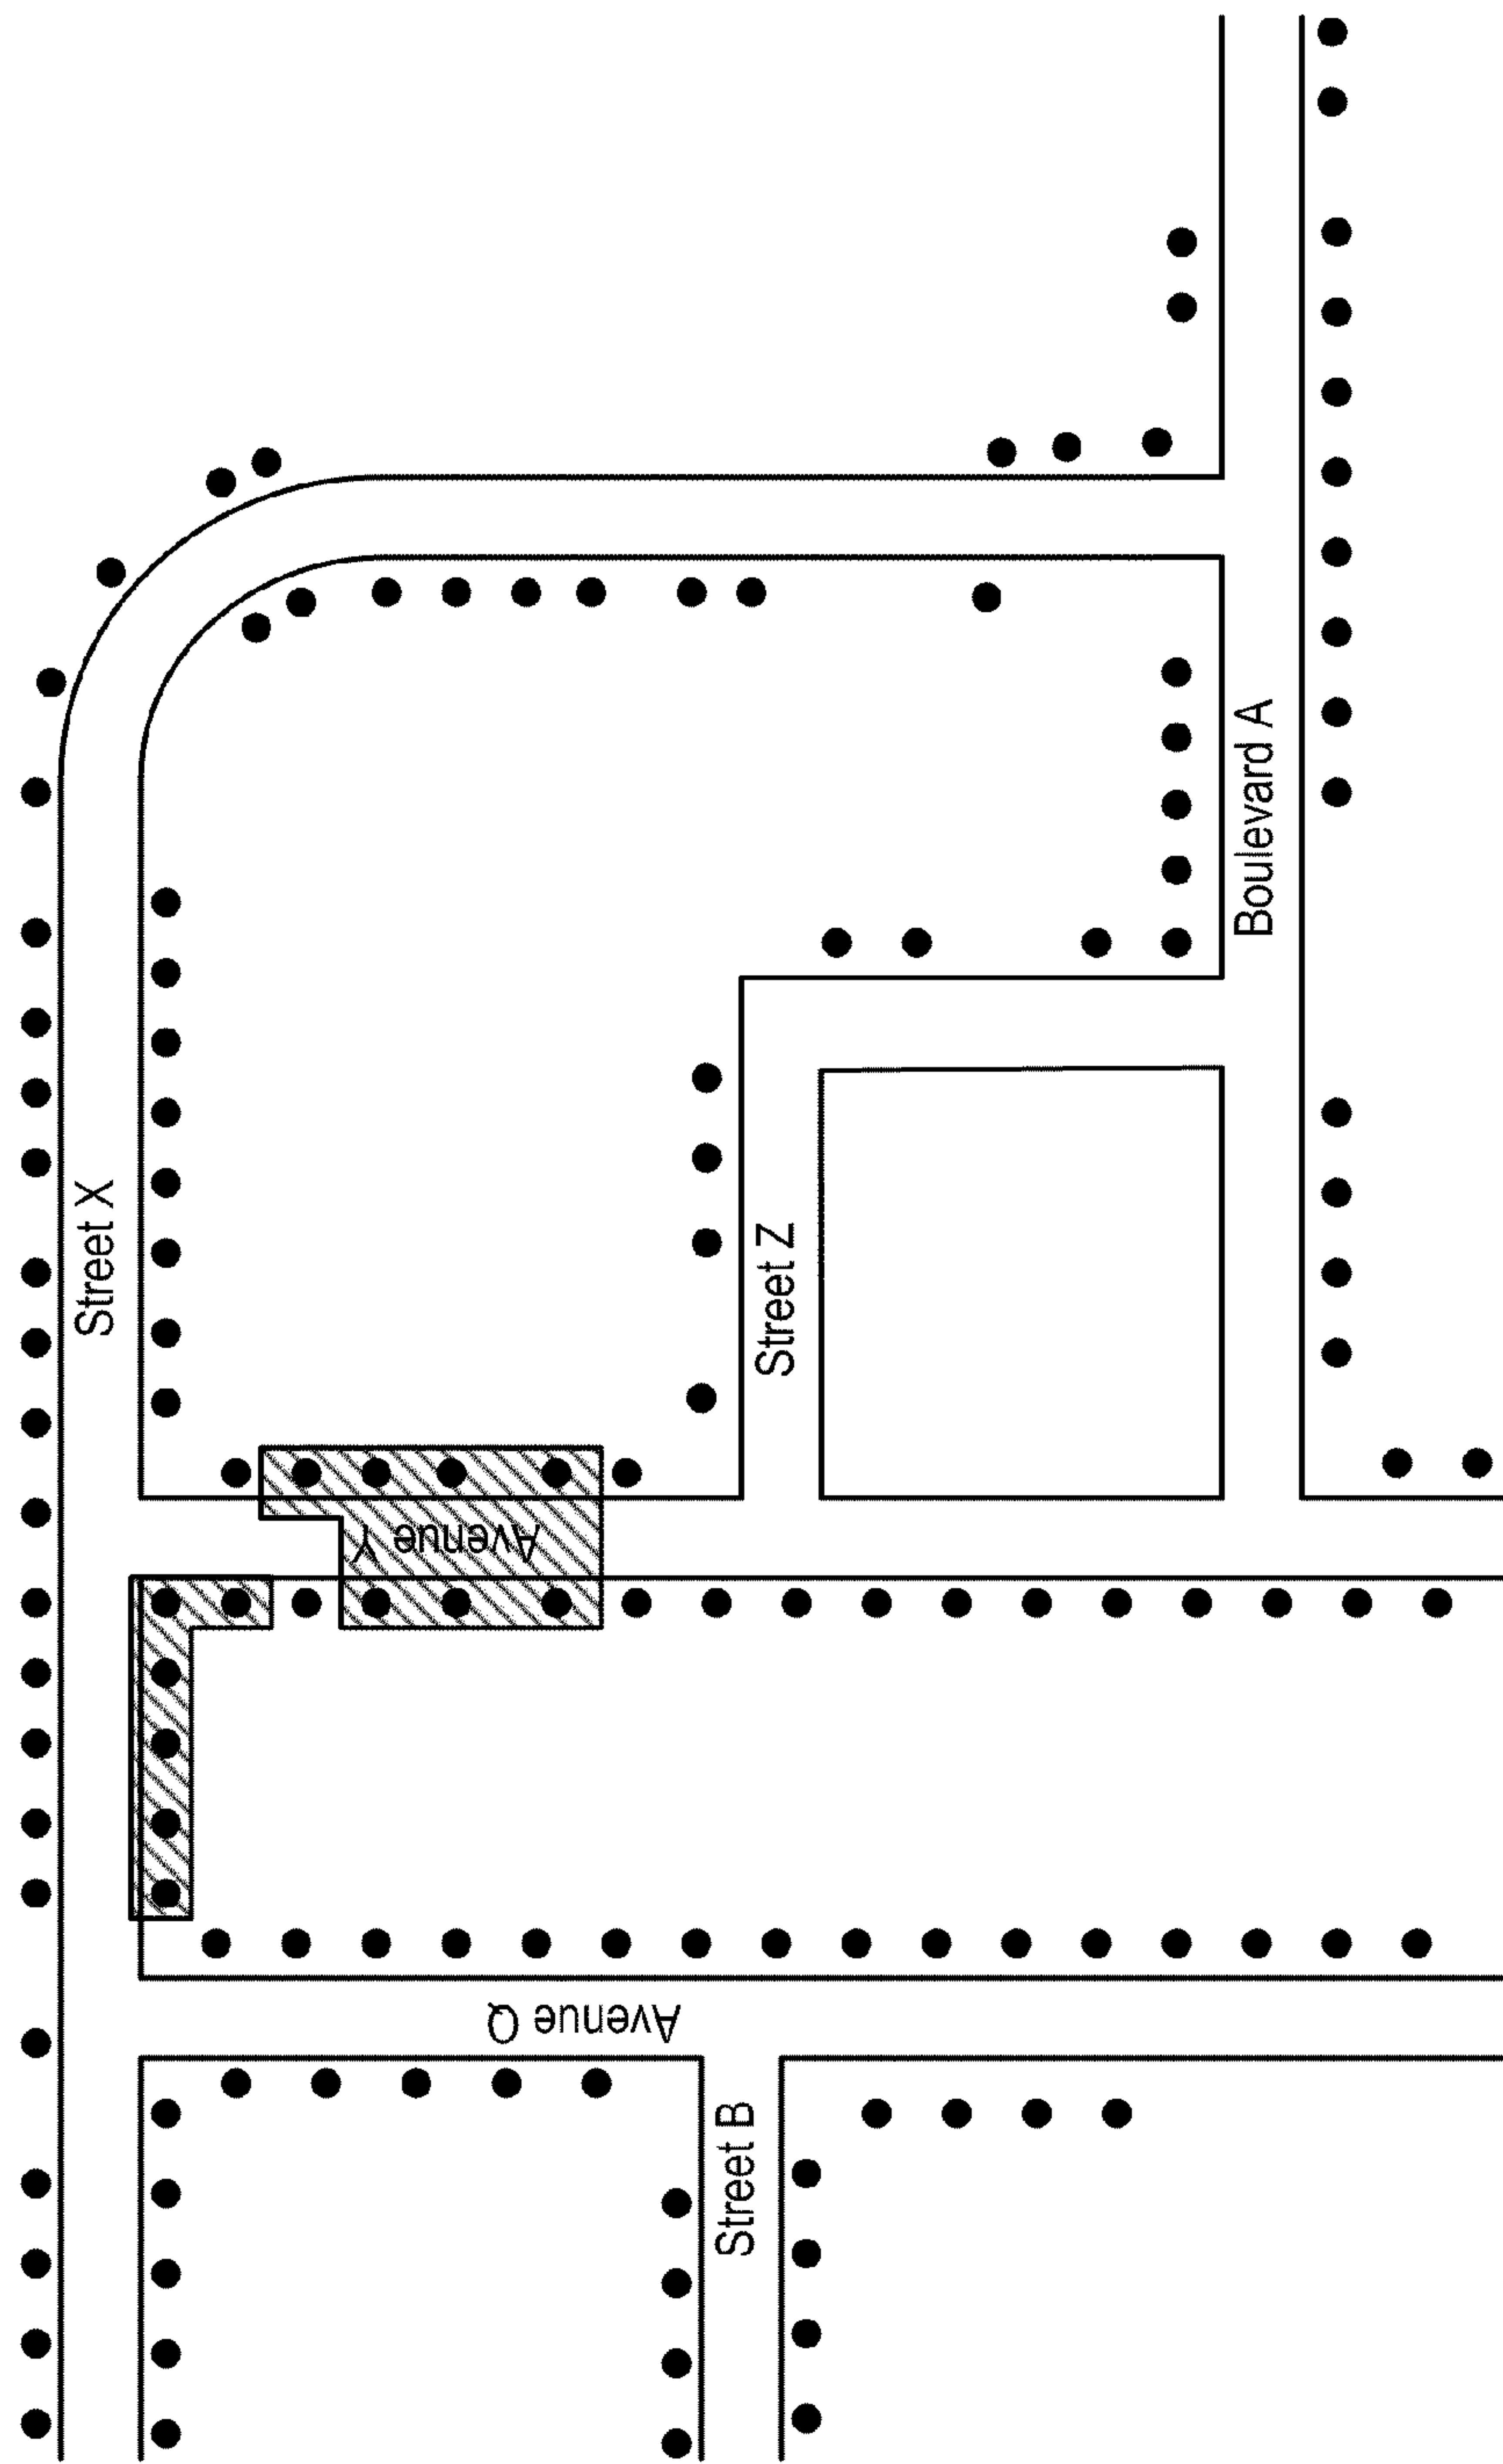 Street X
Boulevard A
Street Z
Avenue Y
Avenue Q
Street B